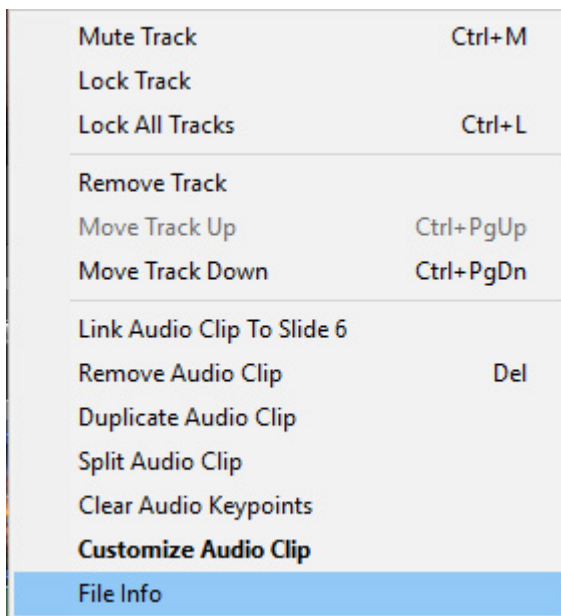 Mute Track Ctrl+M
Lock Track
Lock All Tracks Ctrl+L
Remove Track
Move Track Up Ctrl+PgUp
Move Track Down Ctrl+PgDn
Link Audio Clip To Slide 6
Remove Audio Clip Del
Duplicate Audio Clip
Split Audio Clip
Clear Audio Keypoints
Customize Audio Clip
File Info